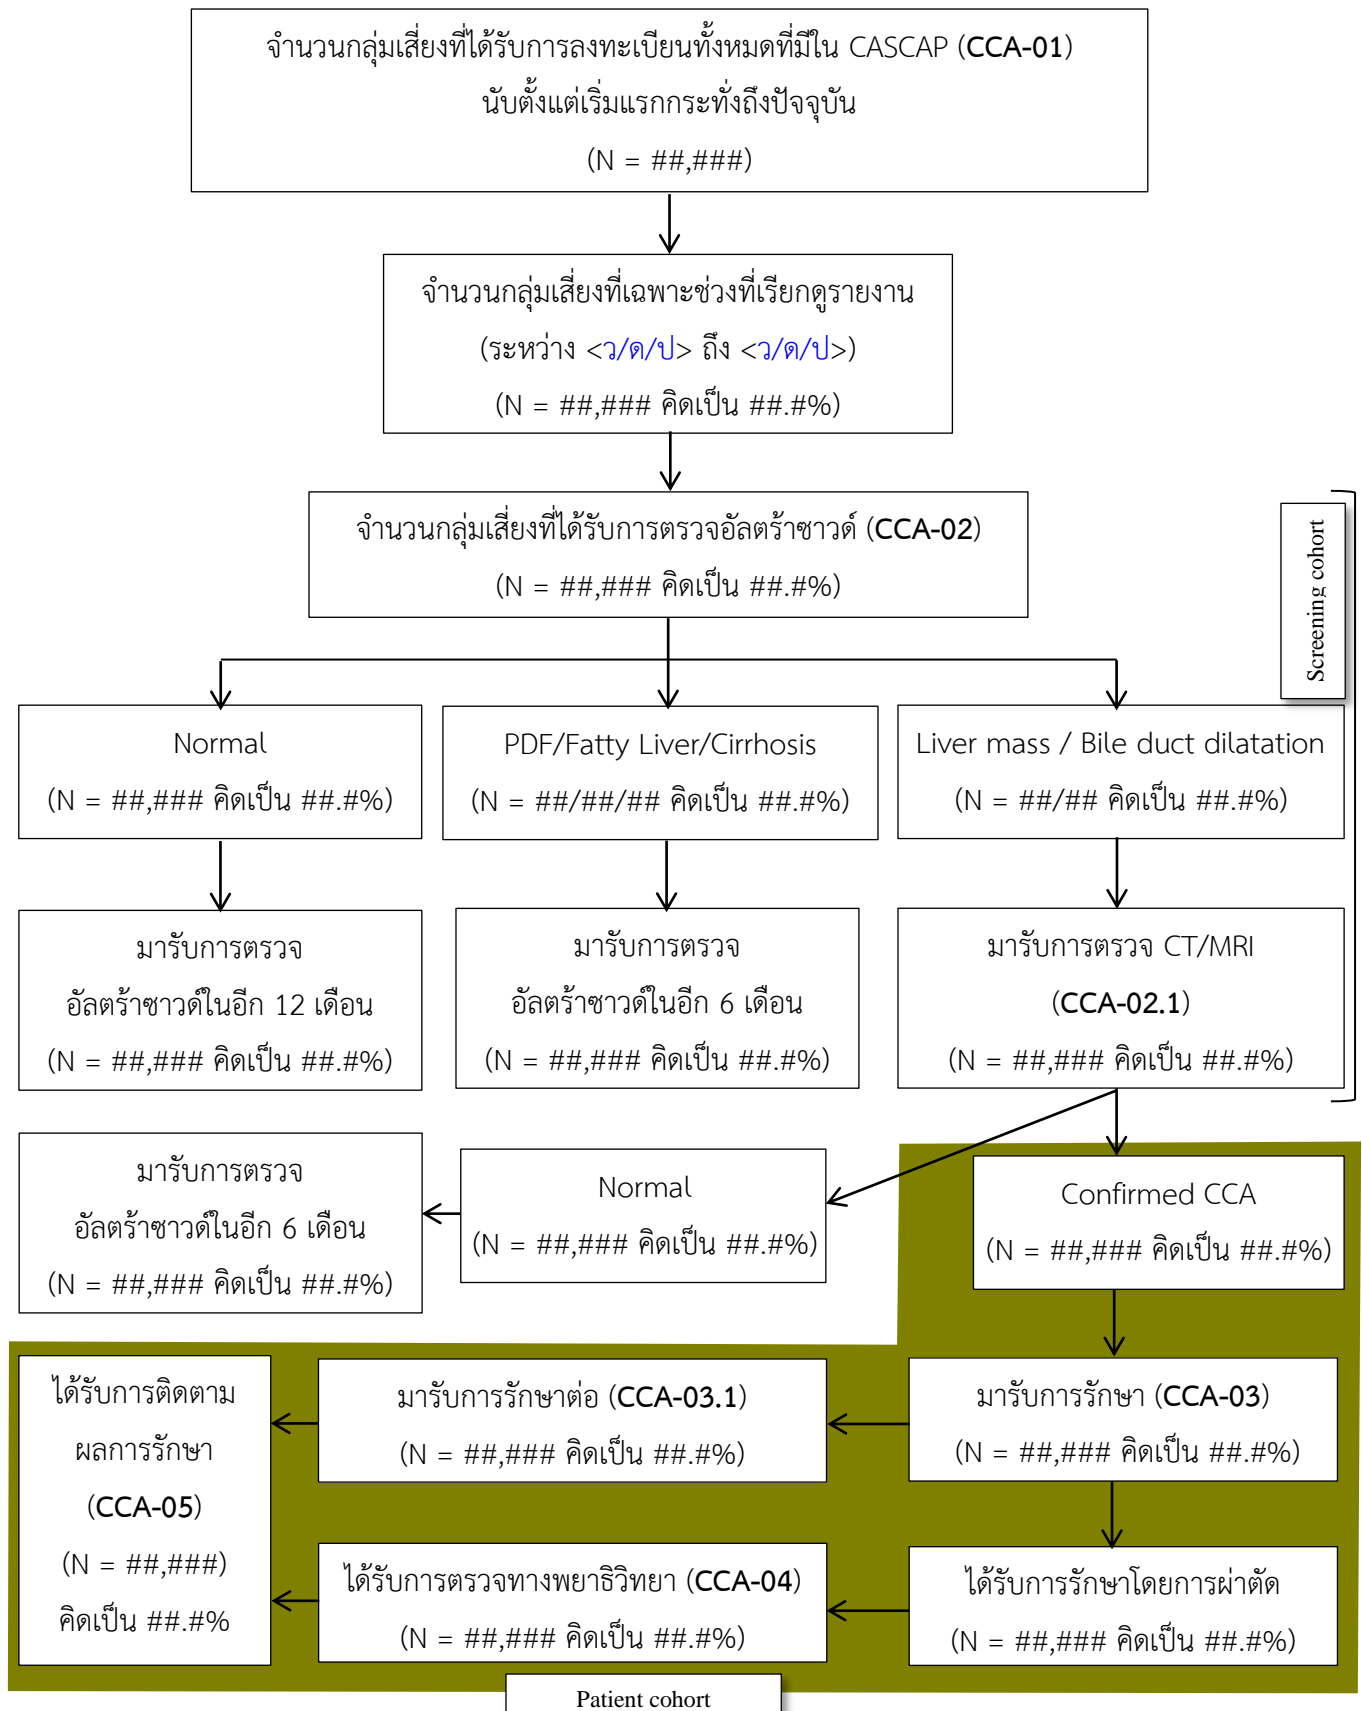 จำนวนกลุ่มเสี่ยงที่ได้รับการลงทะเบียนทั้งหมดที่มีใน CASCAP (CCA-01)
นับตั้งแต่เริ่มแรกกระทั่งถึงปัจจุบัน
(N = ##,###)
จำนวนกลุ่มเสี่ยงที่เฉพาะช่วงที่เรียกดูรายงาน
(ระหว่าง <ว/ด/ป> ถึง <ว/ด/ป>)
(N = ##,### คิดเป็น ##.#%)
จำนวนกลุ่มเสี่ยงที่ได้รับการตรวจอัลตร้าซาวด์ (CCA-02)
(N = ##,### คิดเป็น ##.#%)
Screening cohort
Normal
(N = ##,### คิดเป็น ##.#%)
PDF/Fatty Liver/Cirrhosis
(N = ##/##/## คิดเป็น ##.#%)
Liver mass / Bile duct dilatation
(N = ##/## คิดเป็น ##.#%)
มารับการตรวจ
อัลตร้าซาวด์ในอีก 12 เดือน
(N = ##,### คิดเป็น ##.#%)
มารับการตรวจ
อัลตร้าซาวด์ในอีก 6 เดือน
(N = ##,### คิดเป็น ##.#%)
มารับการตรวจ CT/MRI
(CCA-02.1)
(N = ##,### คิดเป็น ##.#%)
มารับการตรวจ
อัลตร้าซาวด์ในอีก 6 เดือน
(N = ##,### คิดเป็น ##.#%)
Normal
(N = ##,### คิดเป็น ##.#%)
Confirmed CCA
(N = ##,### คิดเป็น ##.#%)
ได้รับการติดตาม
ผลการรักษา
(CCA-05)
(N = ##,###)
คิดเป็น ##.#%
มารับการรักษาต่อ (CCA-03.1)
(N = ##,### คิดเป็น ##.#%)
มารับการรักษา (CCA-03)
(N = ##,### คิดเป็น ##.#%)
ได้รับการตรวจทางพยาธิวิทยา (CCA-04)
(N = ##,### คิดเป็น ##.#%)
ได้รับการรักษาโดยการผ่าตัด
(N = ##,### คิดเป็น ##.#%)
Patient cohort